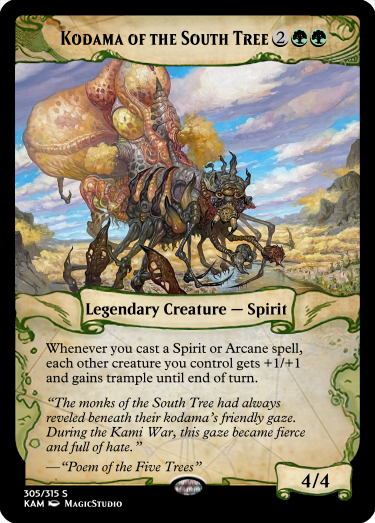 Kodama of the South Tree 2
Legendary Creature — Spirit
Whenever you cast a Spirit or Arcane spell,
each other creature you control gets +1/+1
and gains trample until end of turn.
“The monks of the South Tree had always
reveled beneath their kodama’s friendly gaze.
During the Kami War, this gaze became fierce
and full of hate.”
—“Poem of the Five Trees”
4/4
305/315 S
KAM MagicStudio